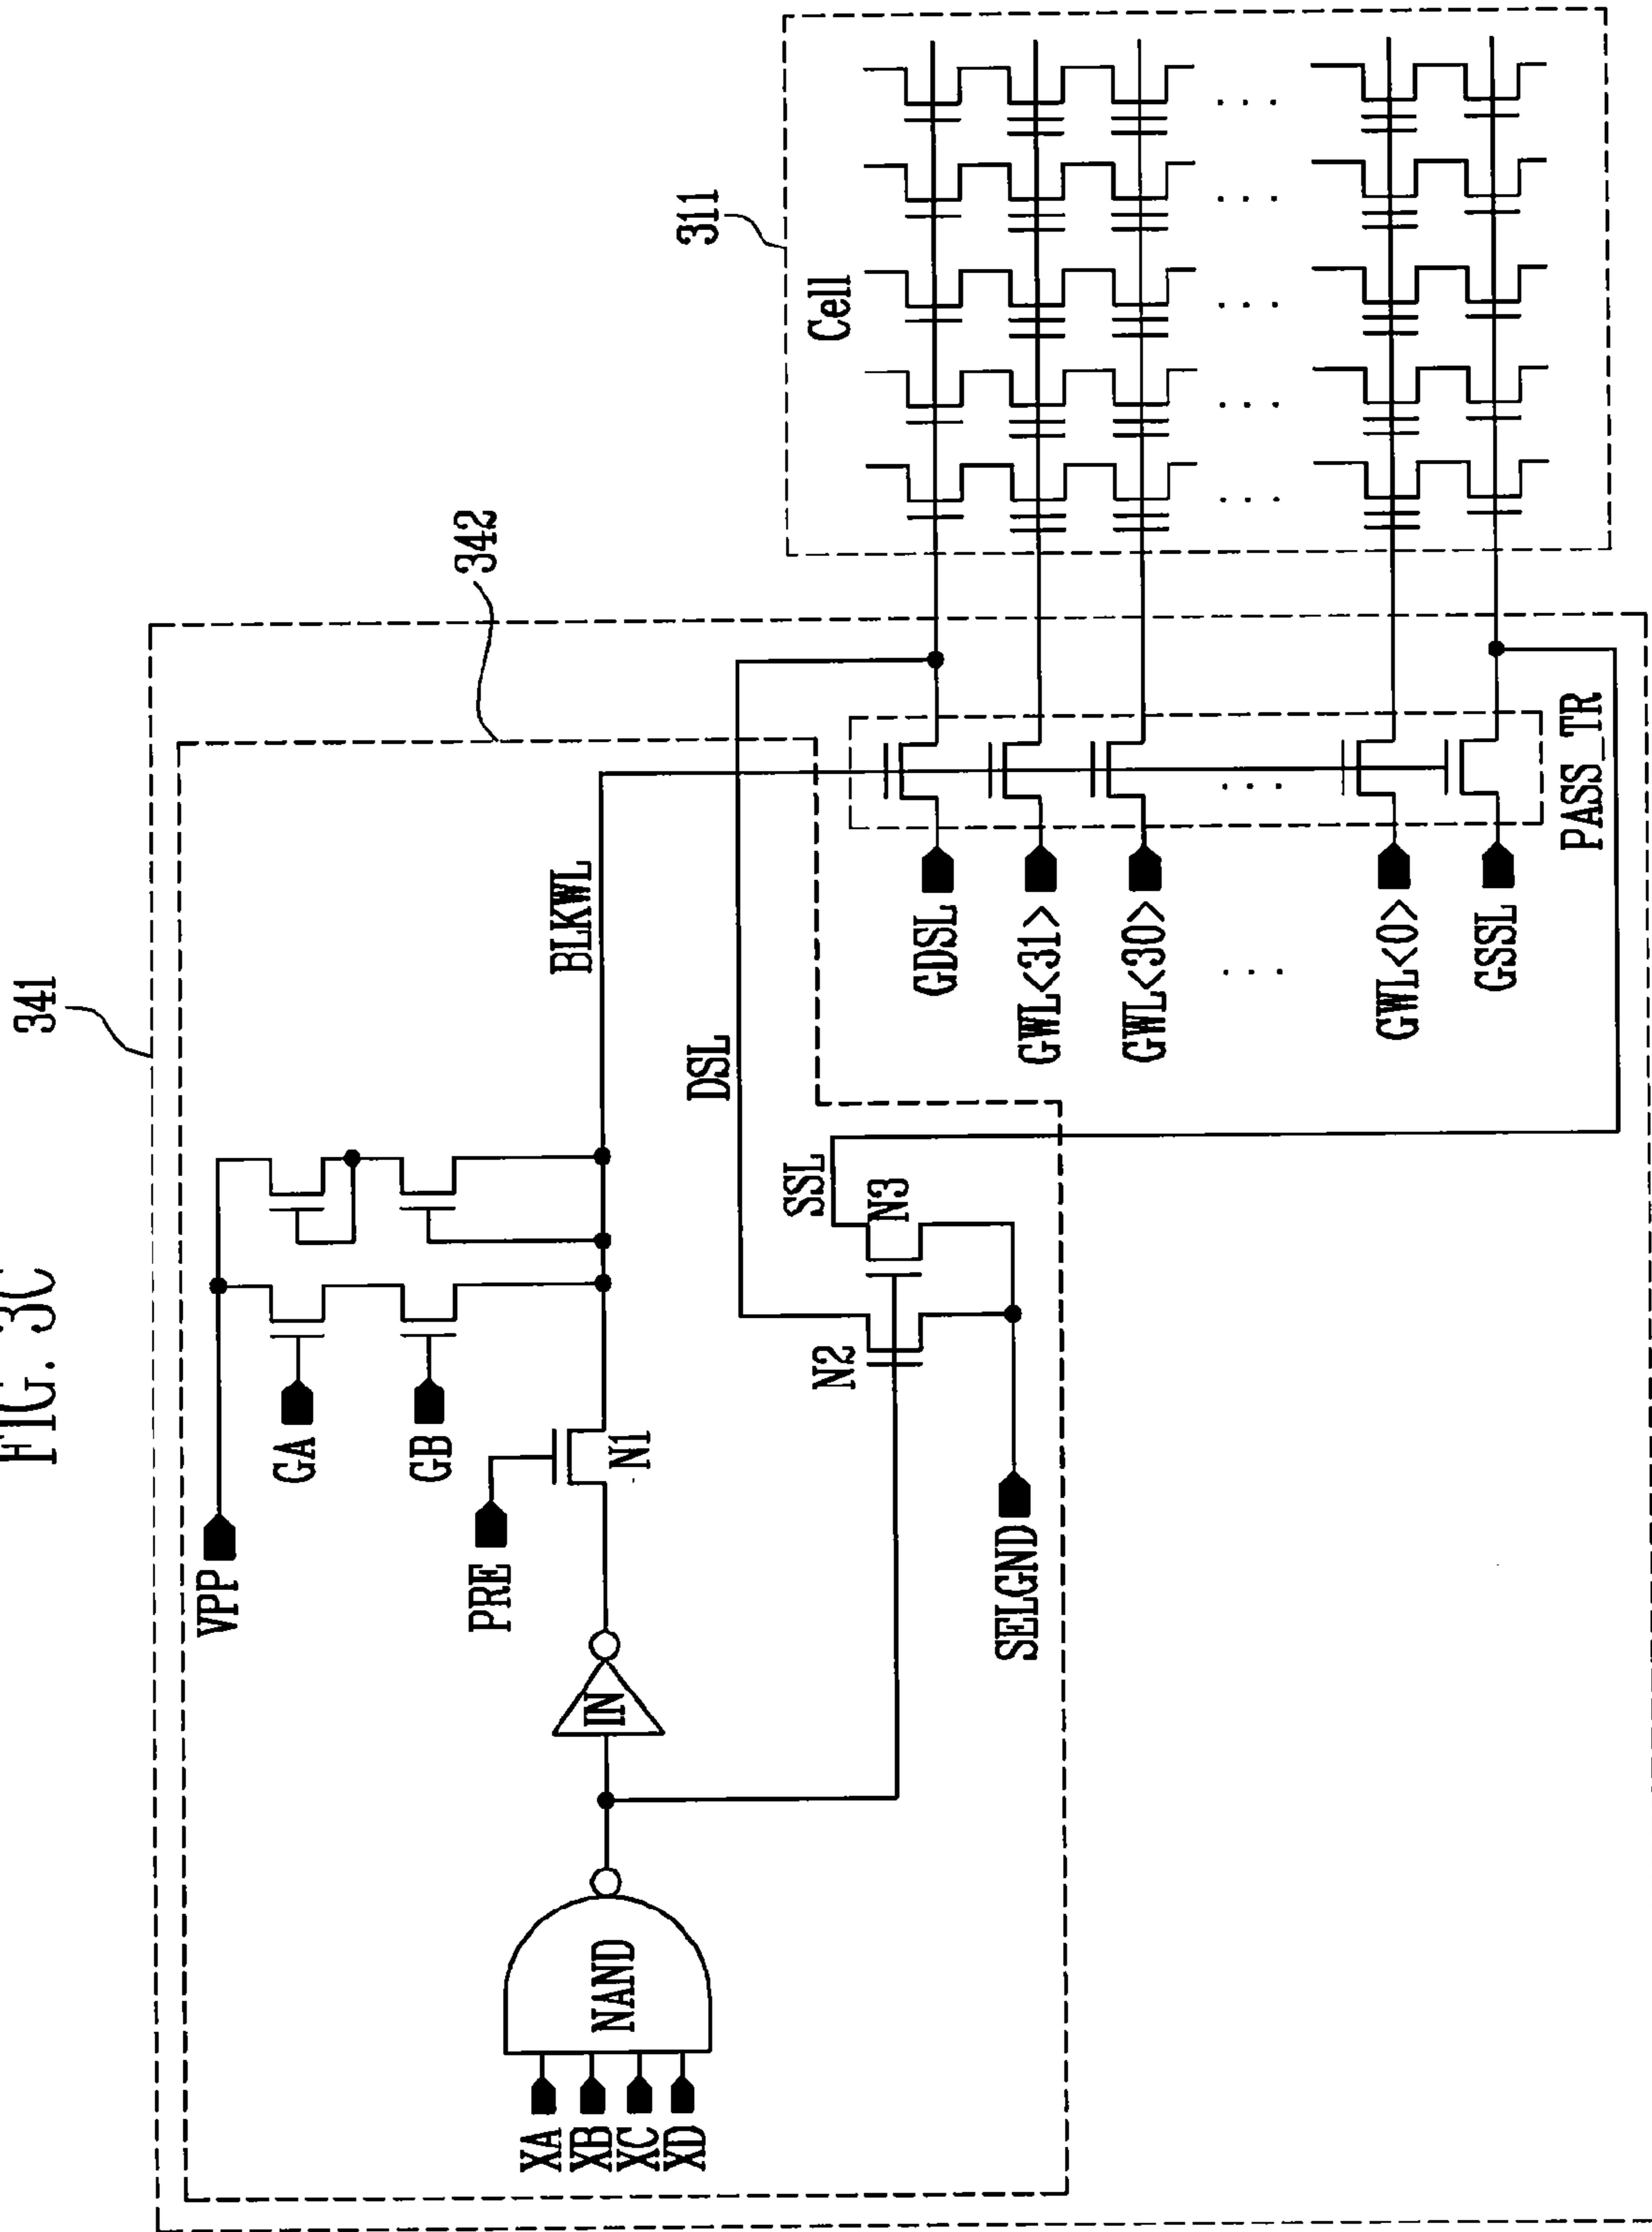 FIG. 3C
341
342
311
VPP
GA
GB
PRE
N1
BLKWL
IN
NAND
XA
XB
XC
XD
DSL
SSL
N2
N3
SELGND
Cell
GDSL
GWL<31>
GWL<30>
...
GWL<0>
GSSL
PASS_TR